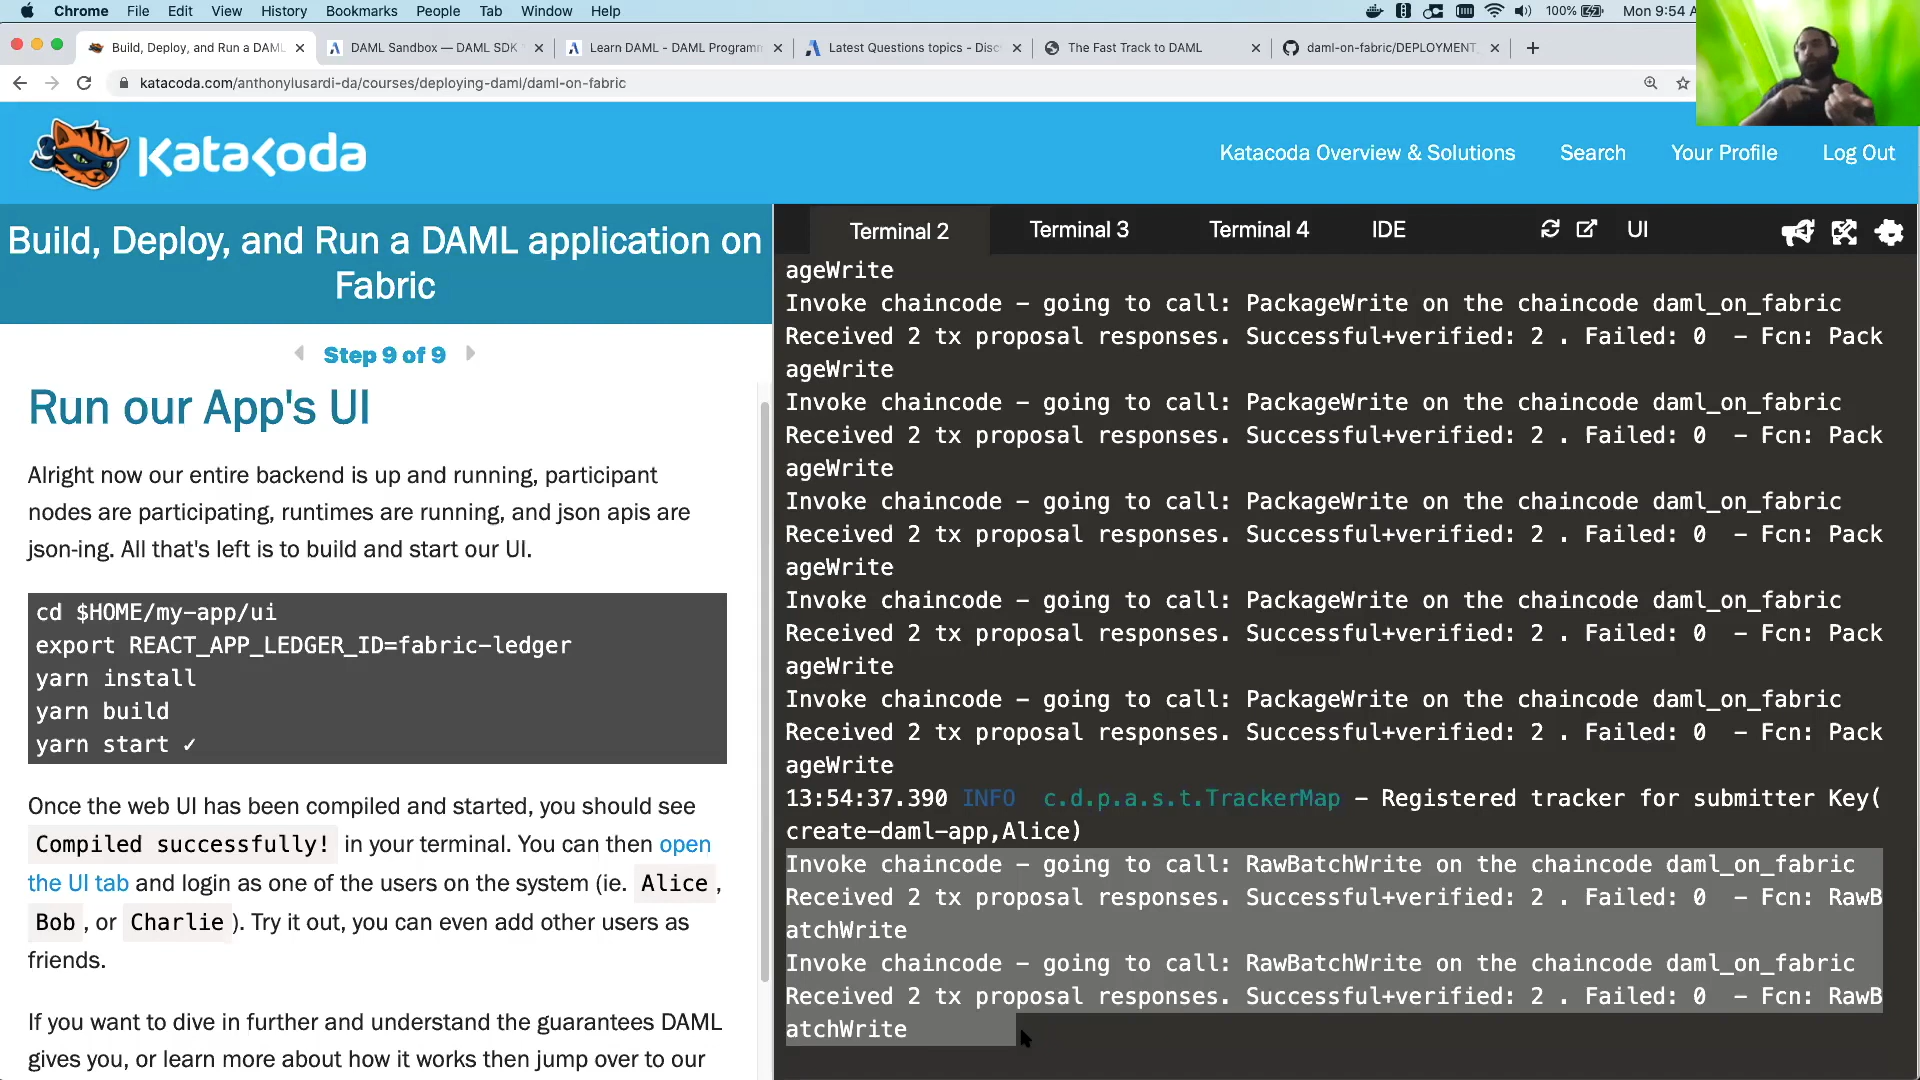 Chrome File Edit View History Bookmarks People Tab Window Help 100% Mon 9:54 A
Build, Deploy, and Run a DAML DAML Sandbox — DAML SDK Learn DAML - DAML Programm Latest Questions topics - Disc The Fast Track to DAML daml-on-fabric/DEPLOYMENT
katacoda.com/anthonylusardi-da/courses/deploying-daml/daml-on-fabric
Katacoda
Katacoda Overview & Solutions Search Your Profile Log Out
Build, Deploy, and Run a DAML application on
Fabric
Step 9 of 9
Run our App's UI
Alright now our entire backend is up and running, participant
nodes are participating, runtimes are running, and json apis are
json-ing. All that's left is to build and start our UI.
cd $HOME/my-app/ui
export REACT_APP_LEDGER_ID=fabric-ledger
yarn install
yarn build
yarn start ✓
Once the web UI has been compiled and started, you should see
Compiled successfully! in your terminal. You can then open
the UI tab and login as one of the users on the system (ie. Alice ,
Bob , or Charlie ). Try it out, you can even add other users as
friends.
If you want to dive in further and understand the guarantees DAML
gives you, or learn more about how it works then jump over to our
Terminal 2 Terminal 3 Terminal 4 IDE UI
ageWrite
Invoke chaincode – going to call: PackageWrite on the chaincode daml_on_fabric
Received 2 tx proposal responses. Successful+verified: 2 . Failed: 0  – Fcn: Pack
ageWrite
Invoke chaincode – going to call: PackageWrite on the chaincode daml_on_fabric
Received 2 tx proposal responses. Successful+verified: 2 . Failed: 0  – Fcn: Pack
ageWrite
Invoke chaincode – going to call: PackageWrite on the chaincode daml_on_fabric
Received 2 tx proposal responses. Successful+verified: 2 . Failed: 0  – Fcn: Pack
ageWrite
Invoke chaincode – going to call: PackageWrite on the chaincode daml_on_fabric
Received 2 tx proposal responses. Successful+verified: 2 . Failed: 0  – Fcn: Pack
ageWrite
Invoke chaincode – going to call: PackageWrite on the chaincode daml_on_fabric
Received 2 tx proposal responses. Successful+verified: 2 . Failed: 0  – Fcn: Pack
ageWrite
13:54:37.390 INFO  c.d.p.a.s.t.TrackerMap – Registered tracker for submitter Key(
create-daml-app,Alice)
Invoke chaincode – going to call: RawBatchWrite on the chaincode daml_on_fabric
Received 2 tx proposal responses. Successful+verified: 2 . Failed: 0  – Fcn: RawB
atchWrite
Invoke chaincode – going to call: RawBatchWrite on the chaincode daml_on_fabric
Received 2 tx proposal responses. Successful+verified: 2 . Failed: 0  – Fcn: RawB
atchWrite